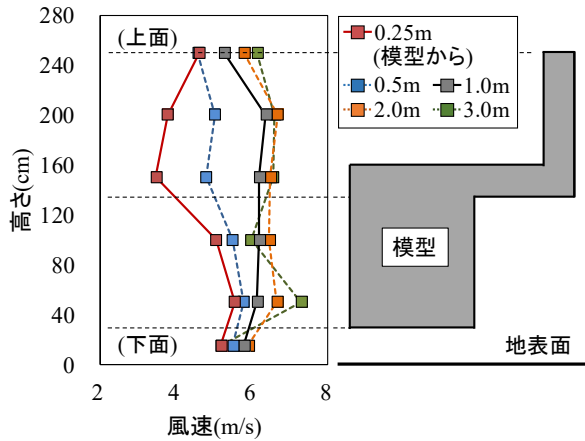 280
240
200
160
120
80
40
0
高さ(cm)
(上面)
(下面)
2
4
6
8
風速(m/s)
0.25m
(模型から)
0.5m
1.0m
2.0m
3.0m
模型
地表面